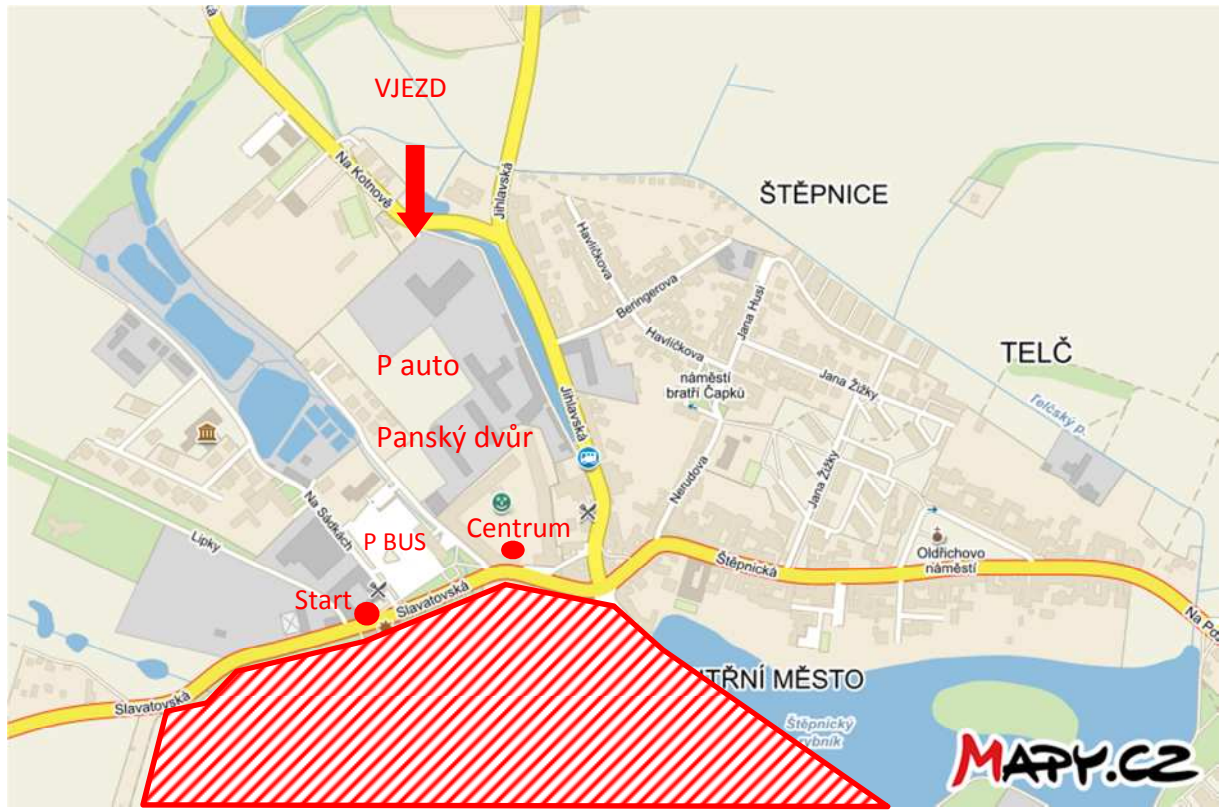 VJEZD
Na Kotnově
Jihlavská
ŠTĚPNICE
Havlíčkova
Beringerova
Jana Husi
Havlíčkova
TELČ
P auto
náměstí
bratří Čapků
Jana Žižky
Jihlavská
Telčský p.
Panský dvůr
Nerudova
Jana Žižky
Na Sádkách
Lipky
P BUS
Centrum
Oldřichovo
náměstí
Štěpnická
Start
Slavatovská
Na Pos
Slavatovská
TŘNÍ MĚSTO
Štěpnický
rybník
MAPY.CZ